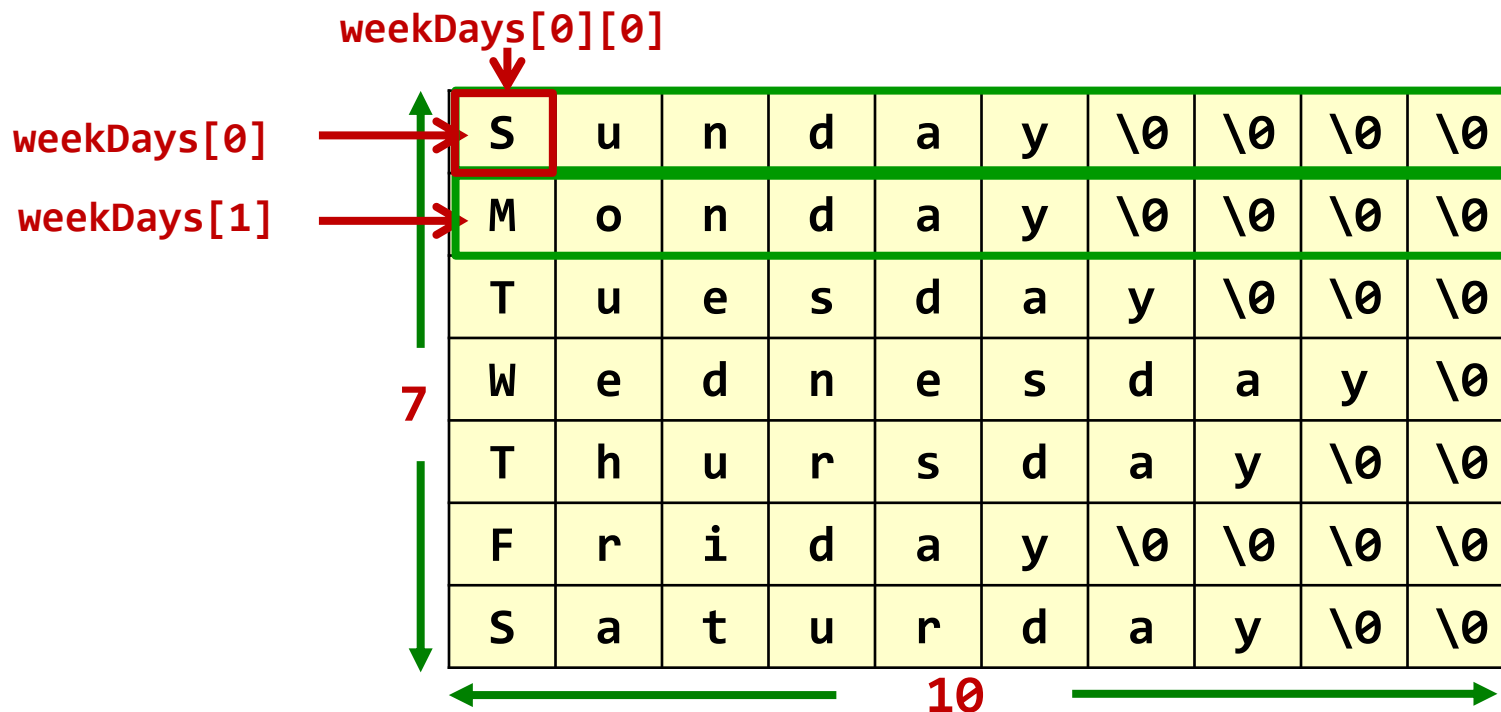 weekDays[0][0]
weekDays[0] S u n d a y \0 \0 \0 \0
weekDays[1] M o n d a y \0 \0 \0 \0
T u e s d a y \0 \0 \0
W e d n e s d a y \0
7
T h u r s d a y \0 \0
F r i d a y \0 \0 \0 \0
S a t u r d a y \0 \0
10